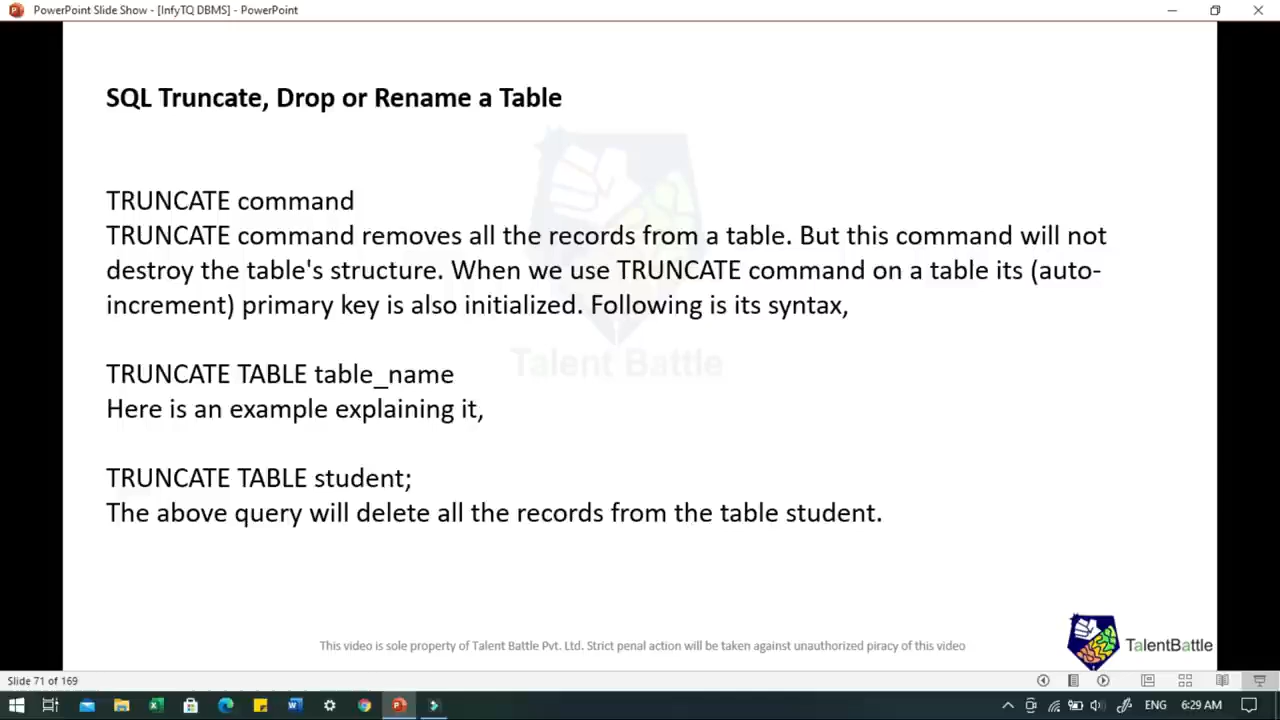 PowerPoint Slide Show - [InfyTQ DBMS] - PowerPoint
SQL Truncate, Drop or Rename a Table
TRUNCATE command
TRUNCATE command removes all the records from a table. But this command will not
destroy the table's structure. When we use TRUNCATE command on a table its (auto-
increment) primary key is also initialized. Following is its syntax,
TRUNCATE TABLE table_name
Here is an example explaining it,
TRUNCATE TABLE student;
The above query will delete all the records from the table student.
Talent Battle
This video is sole property of Talent Battle Pvt. Ltd. Strict penal action will be taken against unauthorized piracy of this video
TalentBattle
Slide 71 of 169
ENG
6:29 AM